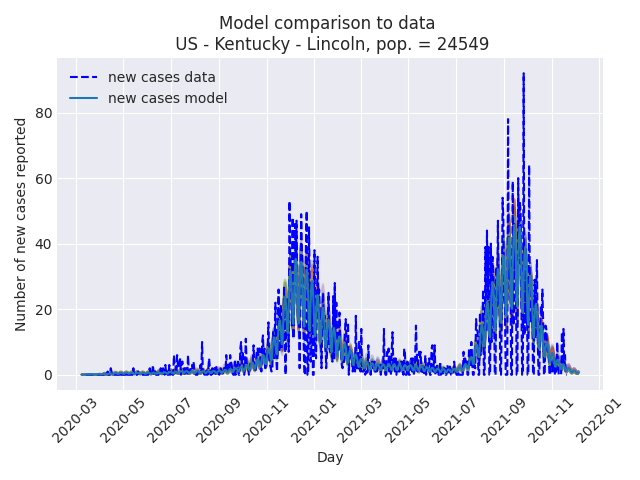 Model comparison to data
US - Kentucky - Lincoln, pop. = 24549
new cases data
new cases model
Number of new cases reported
80
60
40
20
0
2020-03
2020-05
2020-07
2020-09
2020-11
2021-01
2021-03
2021-05
2021-07
2021-09
2021-11
2022-01
Day